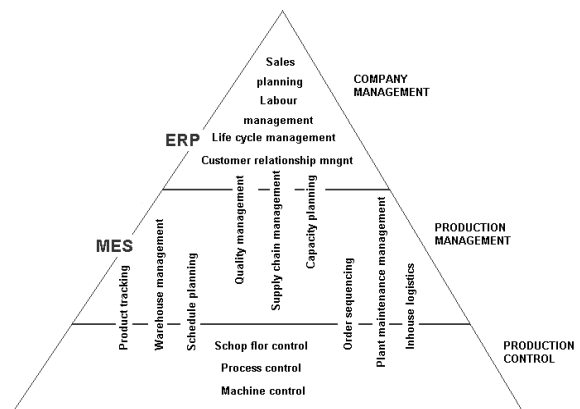 Sales
planning
Labour
management
Life cycle management
Customer relationship mngnt
COMPANY
MANAGEMENT
ERP
MES
Product tracking
Warehouse management
Schedule planning
Quality management
Supply chain management
Capacity planning
Order sequencing
Plant maintenance management
Inhouse logistics
PRODUCTION
MANAGEMENT
Schop flor control
Process control
Machine control
PRODUCTION
CONTROL